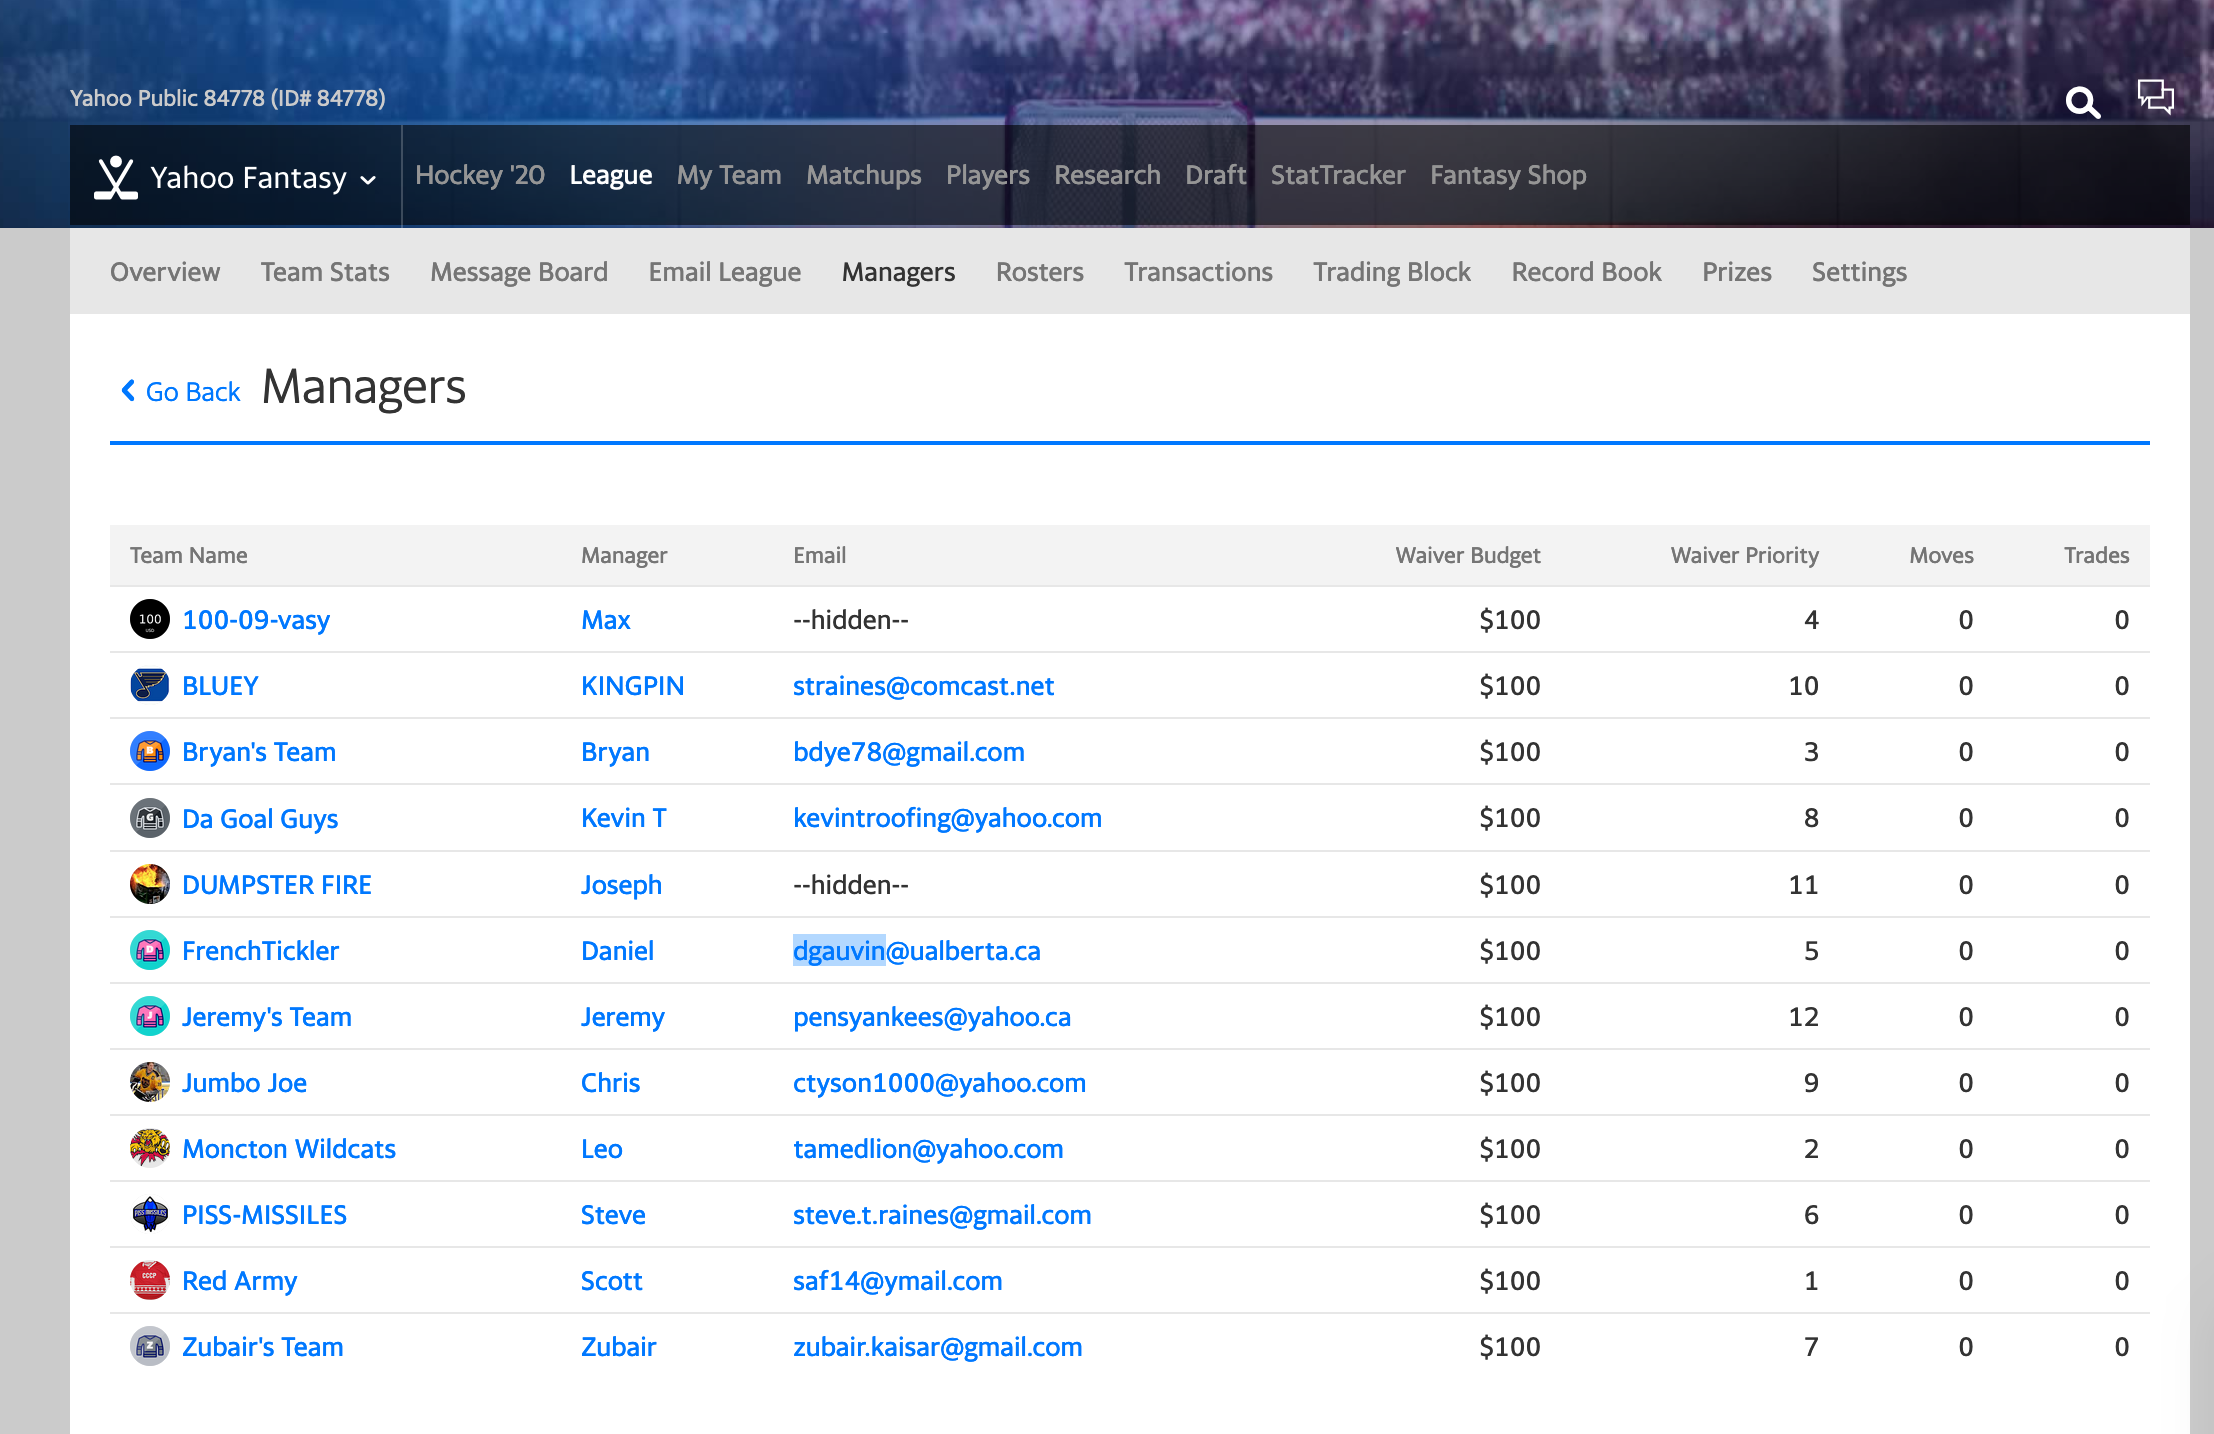 Yahoo Public 84778 (ID# 84778)
Yahoo Fantasy Hockey '20 League My Team Matchups Players Research Draft StatTracker Fantasy Shop
Overview Team Stats Message Board Email League Managers Rosters Transactions Trading Block Record Book Prizes Settings
Go Back Managers
Team Name Manager Email Waiver Budget Waiver Priority Moves Trades
100 100-09-vasy Max --hidden-- $100 4 0 0
BLUEY KINGPIN straines@comcast.net $100 10 0 0
B Bryan's Team Bryan bdye78@gmail.com $100 3 0 0
G Da Goal Guys Kevin T kevintroofing@yahoo.com $100 8 0 0
DUMPSTER FIRE Joseph --hidden-- $100 11 0 0
D FrenchTickler Daniel dgauvin@ualberta.ca $100 5 0 0
J Jeremy's Team Jeremy pensyankees@yahoo.ca $100 12 0 0
Jumbo Joe Chris ctyson1000@yahoo.com $100 9 0 0
Moncton Wildcats Leo tamedlion@yahoo.com $100 2 0 0
PISS-MISSILES Steve steve.t.raines@gmail.com $100 6 0 0
CCCP Red Army Scott saf14@ymail.com $100 1 0 0
Z Zubair's Team Zubair zubair.kaisar@gmail.com $100 7 0 0